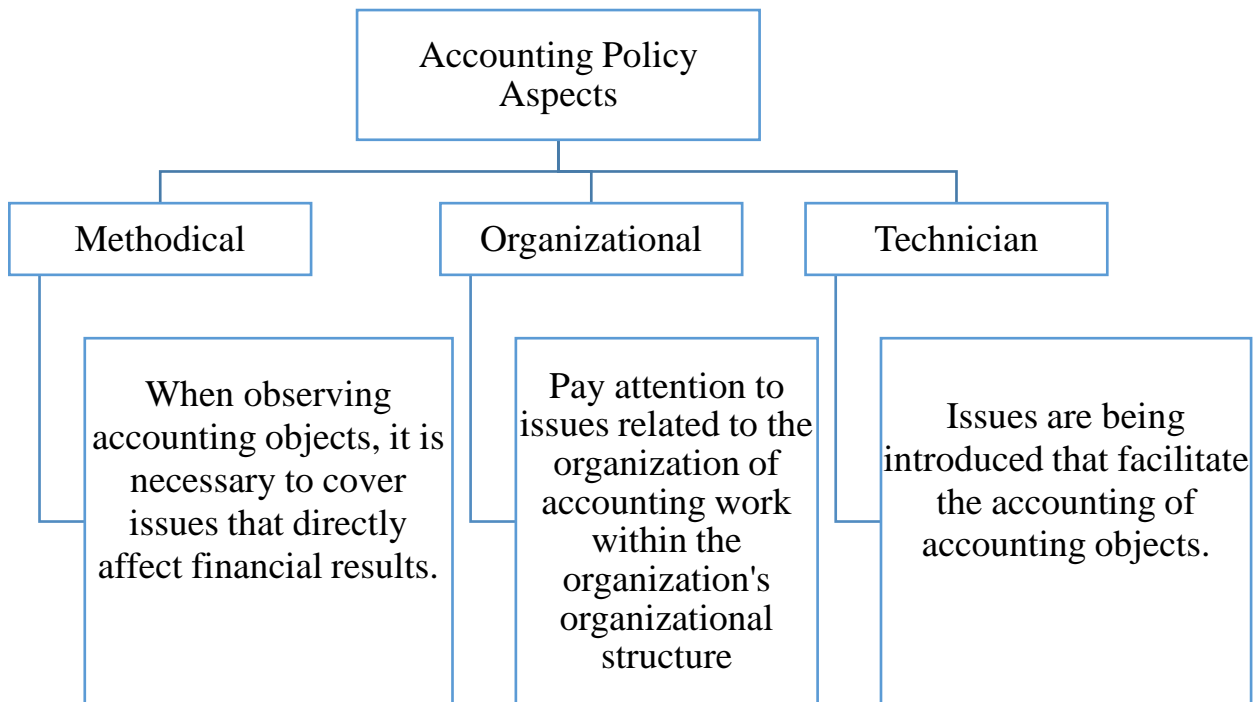 Accounting Policy
Aspects
Methodical
Organizational
Technician
When observing
accounting objects, it is
necessary to cover
issues that directly
affect financial results.
Pay attention to
issues related to the
organization of
accounting work
within the
organization's
organizational
structure
Issues are being
introduced that facilitate
the accounting of
accounting objects.